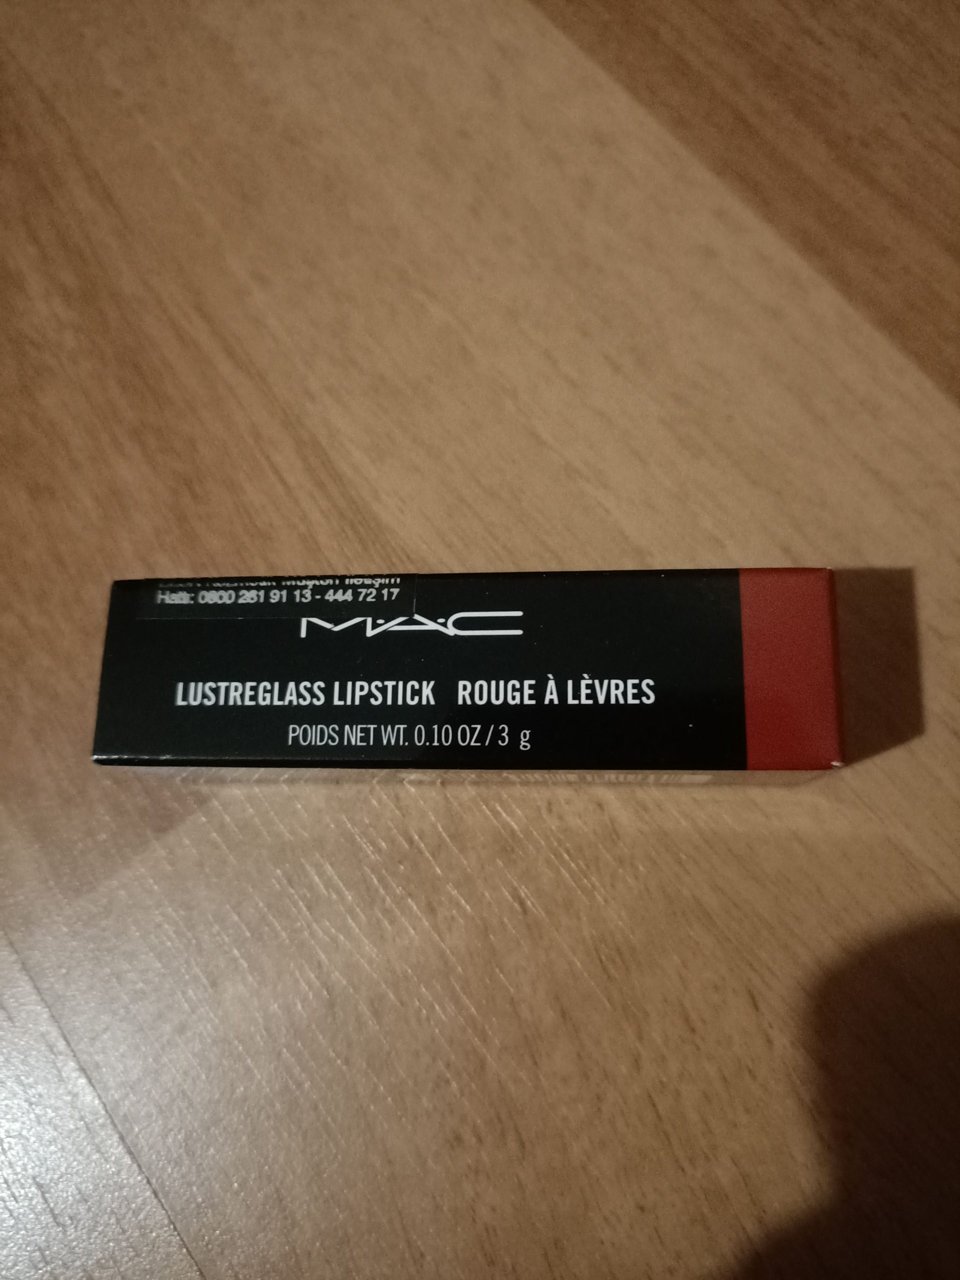 Hattı: 0800 261 91 13 - 444 72 17
MAC
LUSTREGLASS LIPSTICK ROUGE À LÈVRES
POIDS NET WT. 0.10 OZ / 3 g